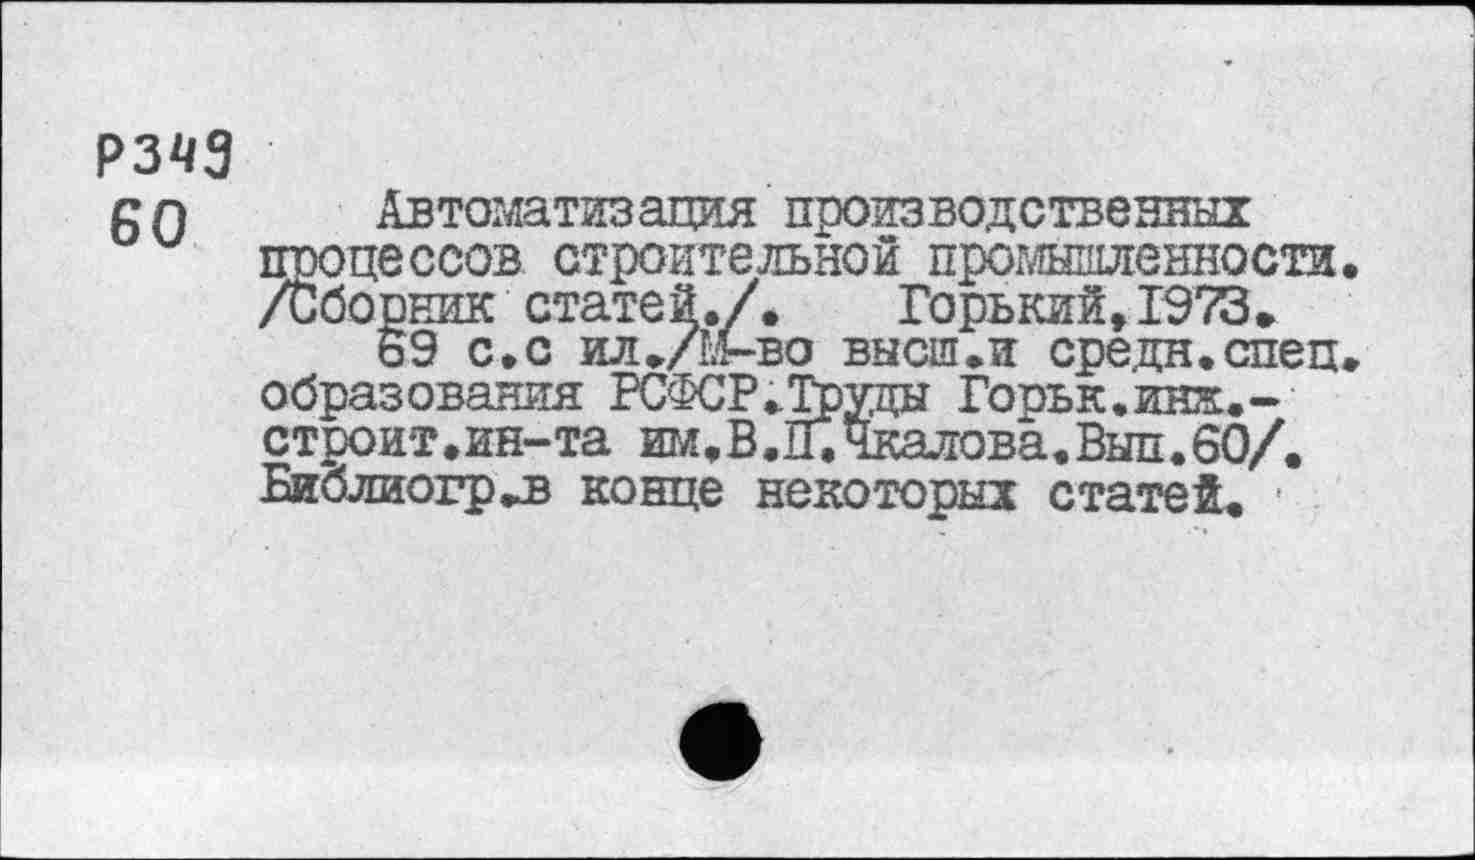 Р349
60
Автоматизация производственных
процессов строительной промышленности.
/Сборник статей./. Горький,1973.
69 с.с ил./М-во высш.и средн.спец.
образования РСФСР.Труды Горьк.инж.-
строит.ин-та им.В.П.Чкалова.Вып.60/.
Библиогр.в конце некоторых статей.